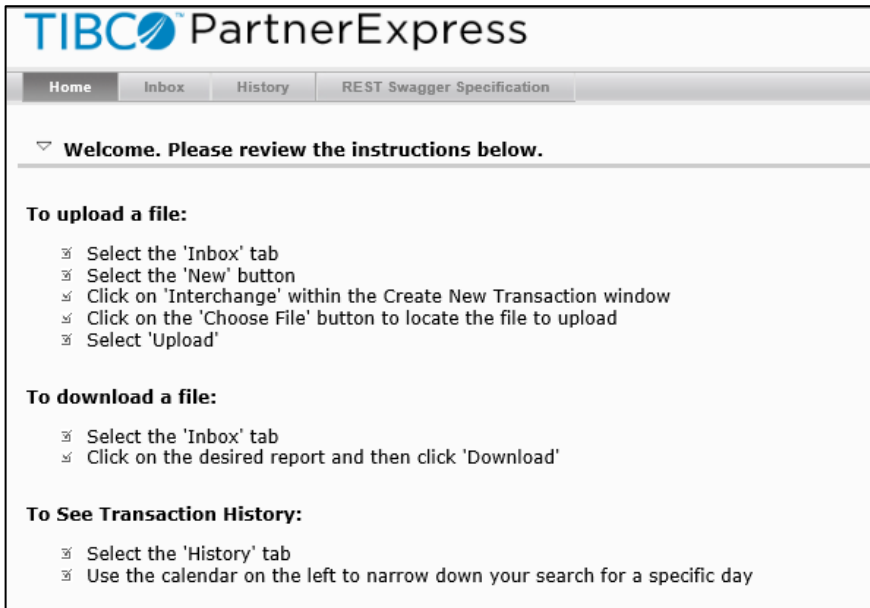 TIBCO™ PartnerExpress
Home Inbox History REST Swagger Specification
Welcome. Please review the instructions below.
To upload a file:
Select the 'Inbox' tab
Select the 'New' button
Click on 'Interchange' within the Create New Transaction window
Click on the 'Choose File' button to locate the file to upload
Select 'Upload'
To download a file:
Select the 'Inbox' tab
Click on the desired report and then click 'Download'
To See Transaction History:
Select the 'History' tab
Use the calendar on the left to narrow down your search for a specific day